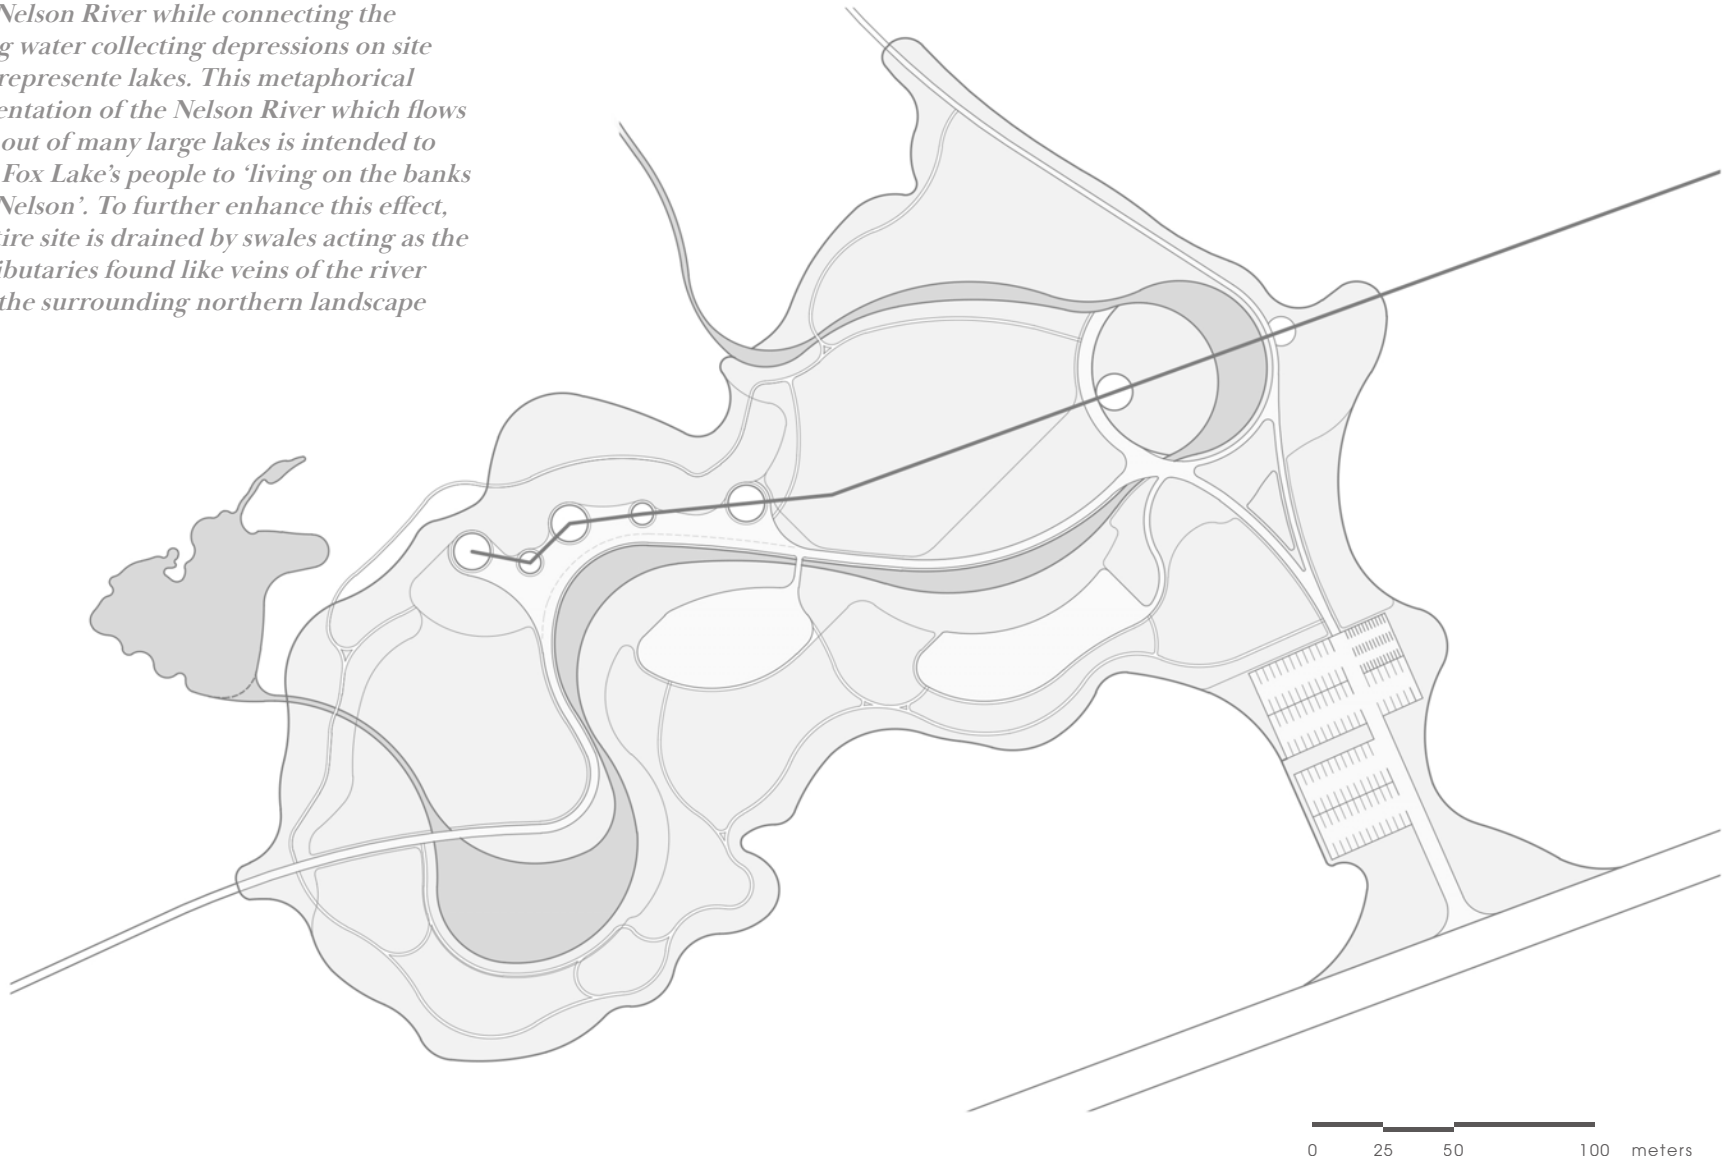 Nelson River while connecting the
g water collecting depressions on site
represente lakes. This metaphorical
entation of the Nelson River which flows
out of many large lakes is intended to
Fox Lake’s people to ‘living on the banks
Nelson’. To further enhance this effect,
tire site is drained by swales acting as the
ibutaries found like veins of the river
the surrounding northern landscape
0 25 50 100 meters